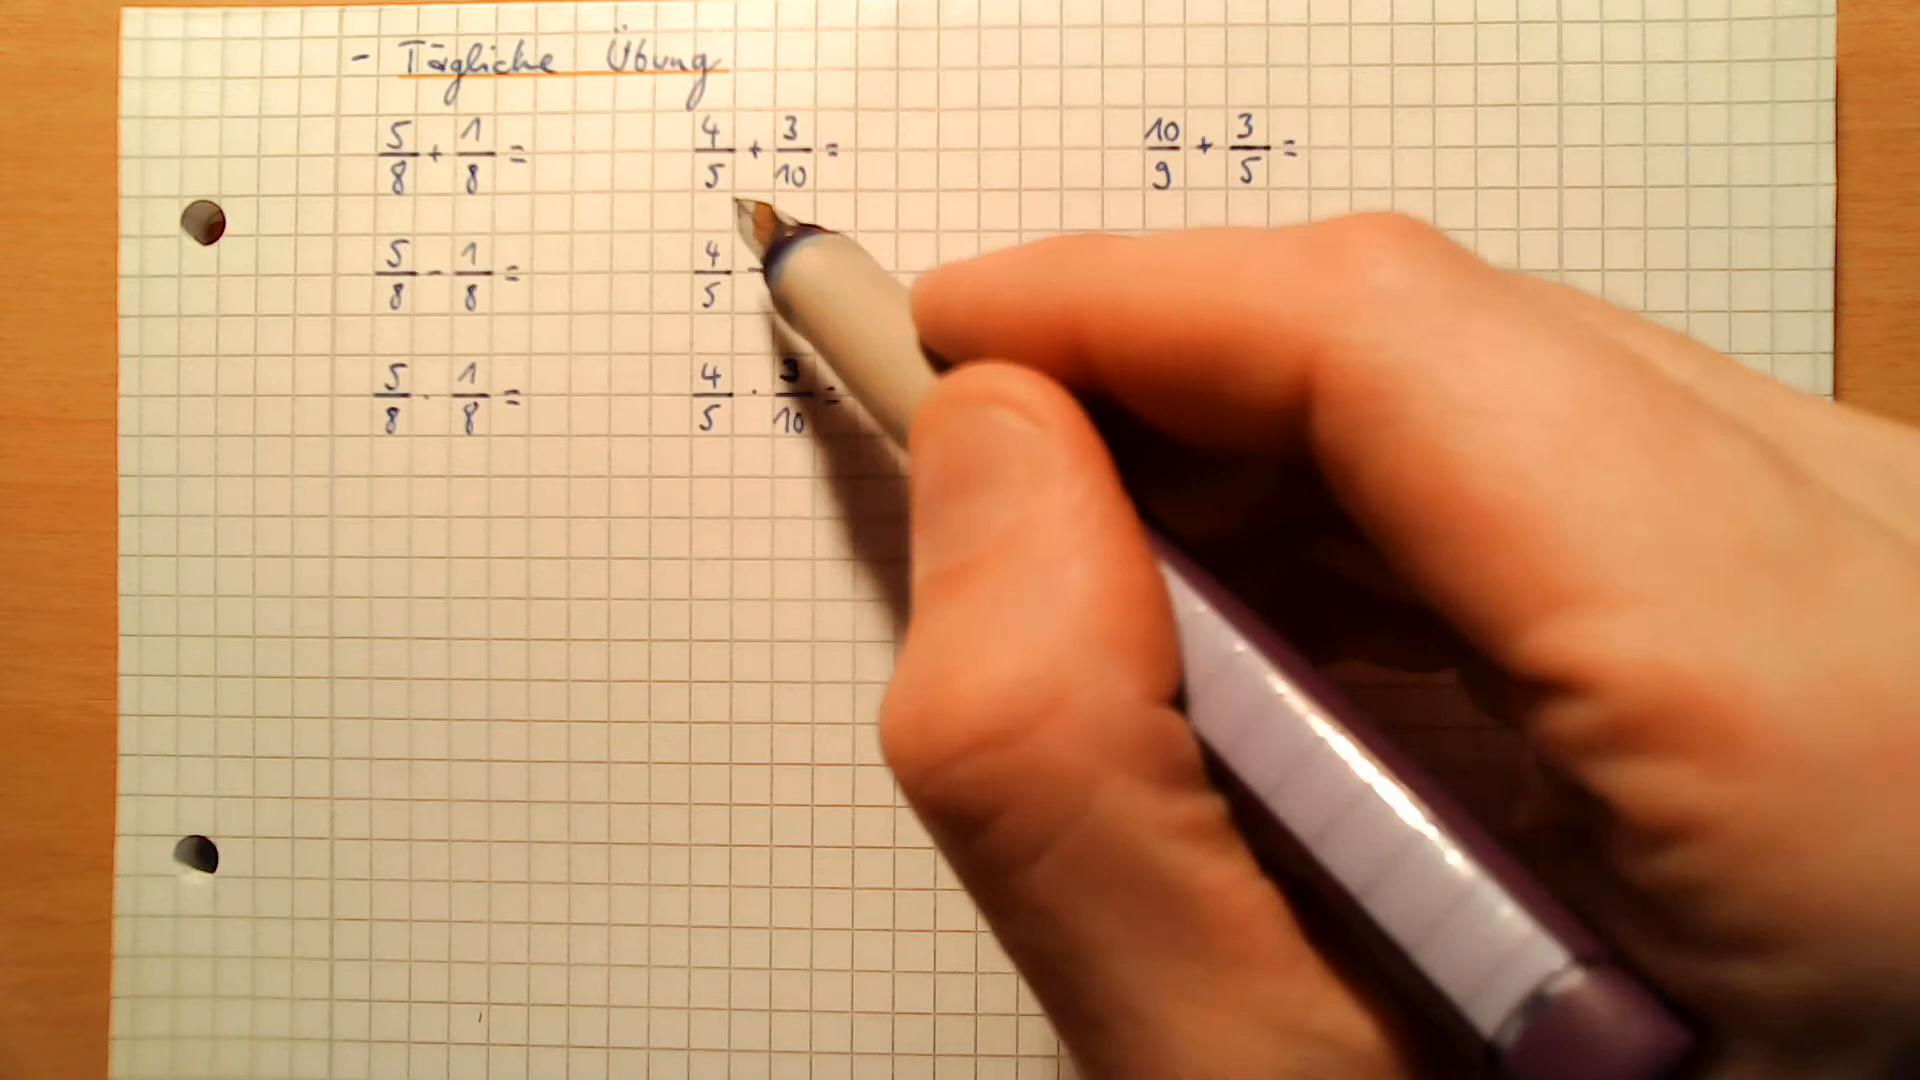 - Tägliche Übung
5/8 + 1/8 = 4/5 + 3/10 = 10/9 + 3/5 =
5/8 - 1/8 = 4/5 -
5/8 · 1/8 = 4/5 · 3/10 =